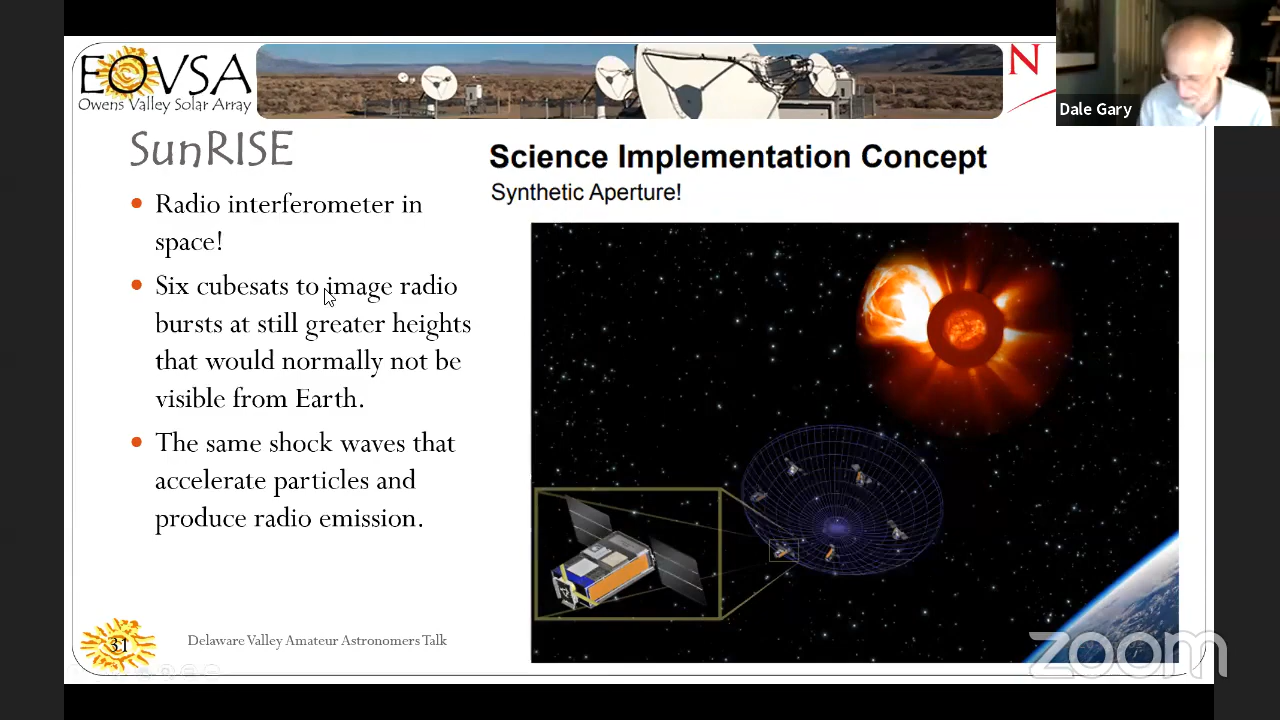 EOVSA
Owens Valley Solar Array
N
Dale Gary
SunRISE
Science Implementation Concept
Synthetic Aperture!
Radio interferometer in
space!
Six cubesats to image radio
bursts at still greater heights
that would normally not be
visible from Earth.
The same shock waves that
accelerate particles and
produce radio emission.
31
Delaware Valley Amateur Astronomers Talk
zoom